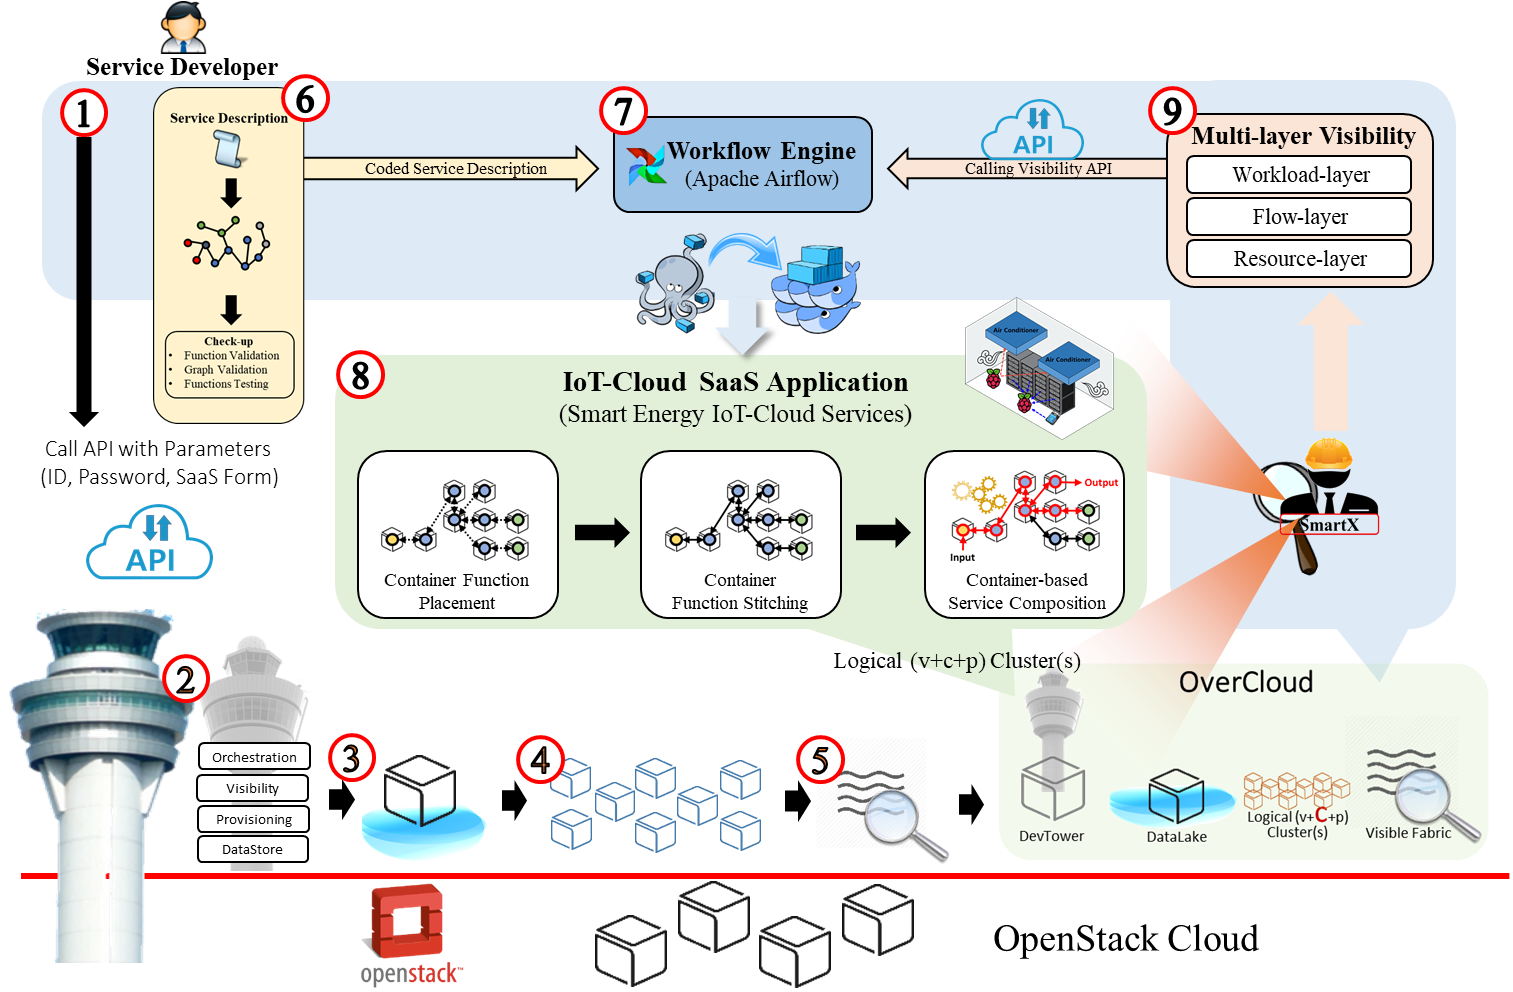 Service Developer
1
6
Service Description
Check-up
• Function Validation
• Graph Validation
• Functions Testing
Coded Service Description
7
Workflow Engine
(Apache Airflow)
API
Calling Visibility API
9
Multi-layer Visibility
Workload-layer
Flow-layer
Resource-layer
Call API with Parameters
(ID, Password, SaaS Form)
API
8
IoT-Cloud SaaS Application
(Smart Energy IoT-Cloud Services)
Air Conditioner
Air Conditioner
Container Function
Placement
Container
Function Stitching
Output
Input
Container-based
Service Composition
SmartX
Logical (v+c+p) Cluster(s)
OverCloud
2
Orchestration
Visibility
Provisioning
DataStore
3
4
5
DevTower
DataLake
Logical (v+C+p)
Cluster(s)
Visible Fabric
openstack™
OpenStack Cloud